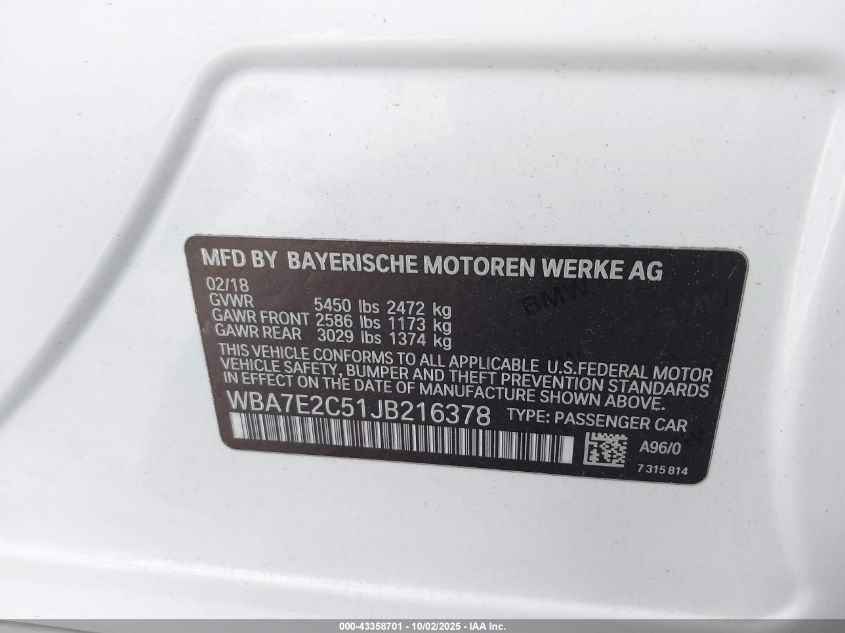 MFD BY BAYERISCHE MOTOREN WERKE AG
02/18
GVWR 5450 lbs 2472 kg
GAWR FRONT 2586 lbs 1173 kg
GAWR REAR 3029 lbs 1374 kg
THIS VEHICLE CONFORMS TO ALL APPLICABLE U.S.FEDERAL MOTOR
VEHICLE SAFETY, BUMPER AND THEFT PREVENTION STANDARDS
IN EFFECT ON THE DATE OF MANUFACTURE SHOWN ABOVE.
WBA7E2C51JB216378 TYPE: PASSENGER CAR
A96/0
7 315 814
BMW
000-43358701 - 10/02/2025 - IAA Inc.